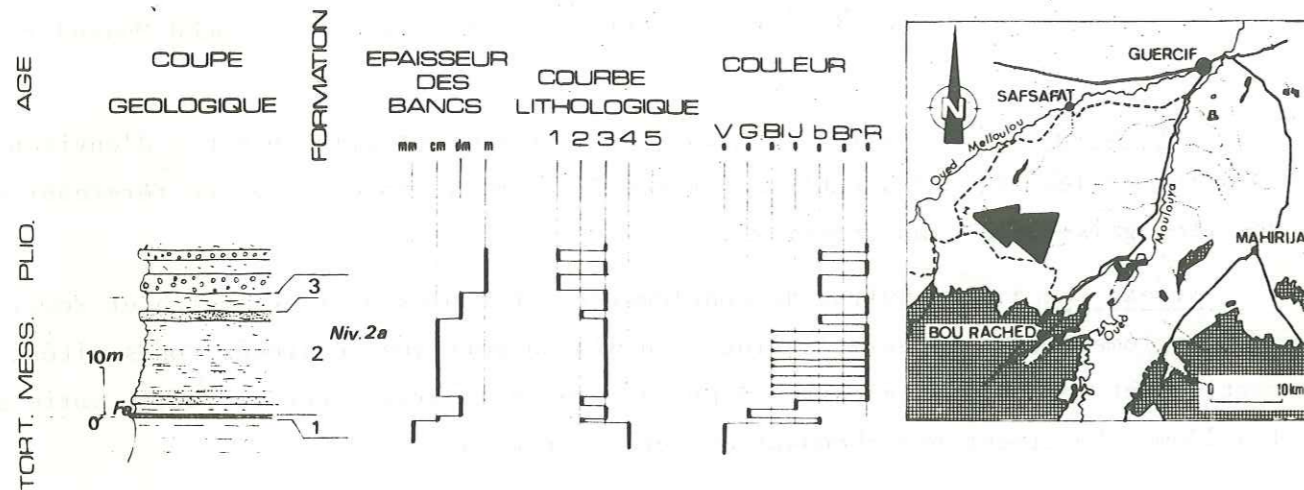 AGE
COUPE
GEOLOGIQUE
FORMATION
EPAISSEUR
DES
BANCS
mm cm dm m
COURBE
LITHOLOGIQUE
1 2 3 4 5
COULEUR
V G Bl J b Br R
PLIO.
MESS.
TORT.
10m
0
Fa
3
Niv.2a
2
1
N
GUERCIF
SAFSAFAT
Oued Melloulou
Moulouya
Oued
MAHIRIJA
BOU RACHED
0 10km